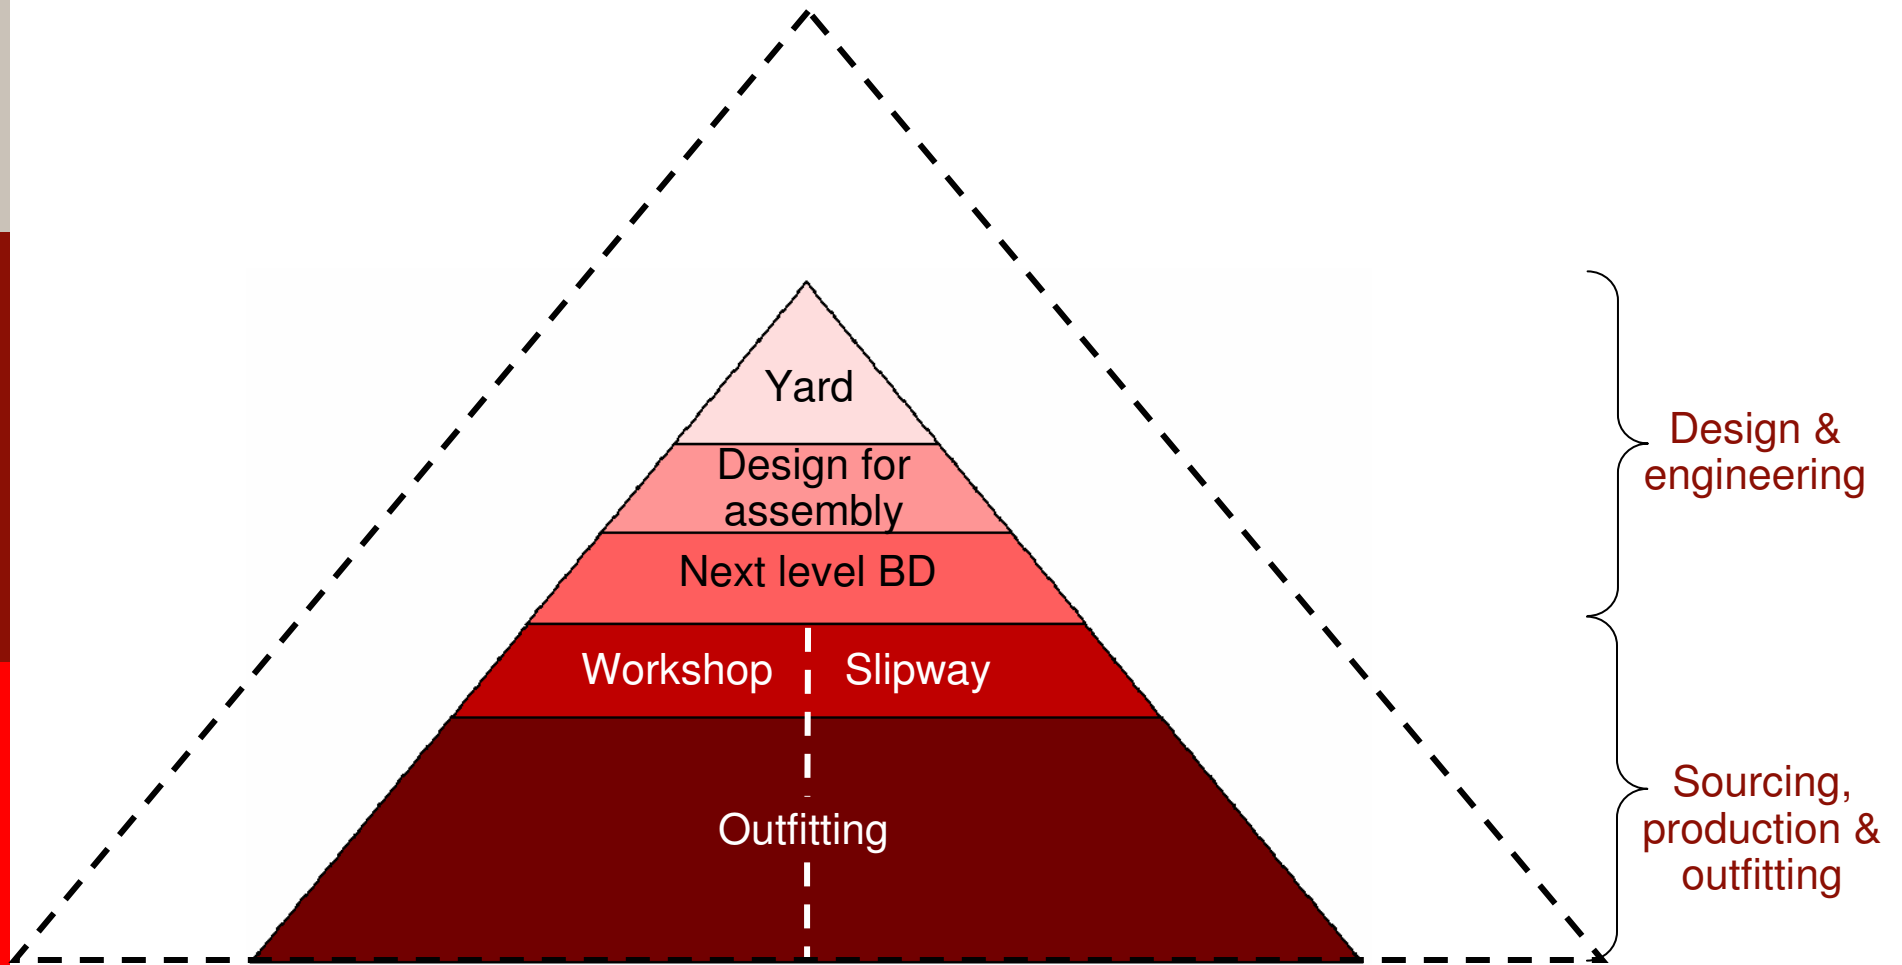 Yard
Design for
assembly
Next level BD
Workshop
Slipway
Outfitting
Design &
engineering
Sourcing,
production &
outfitting